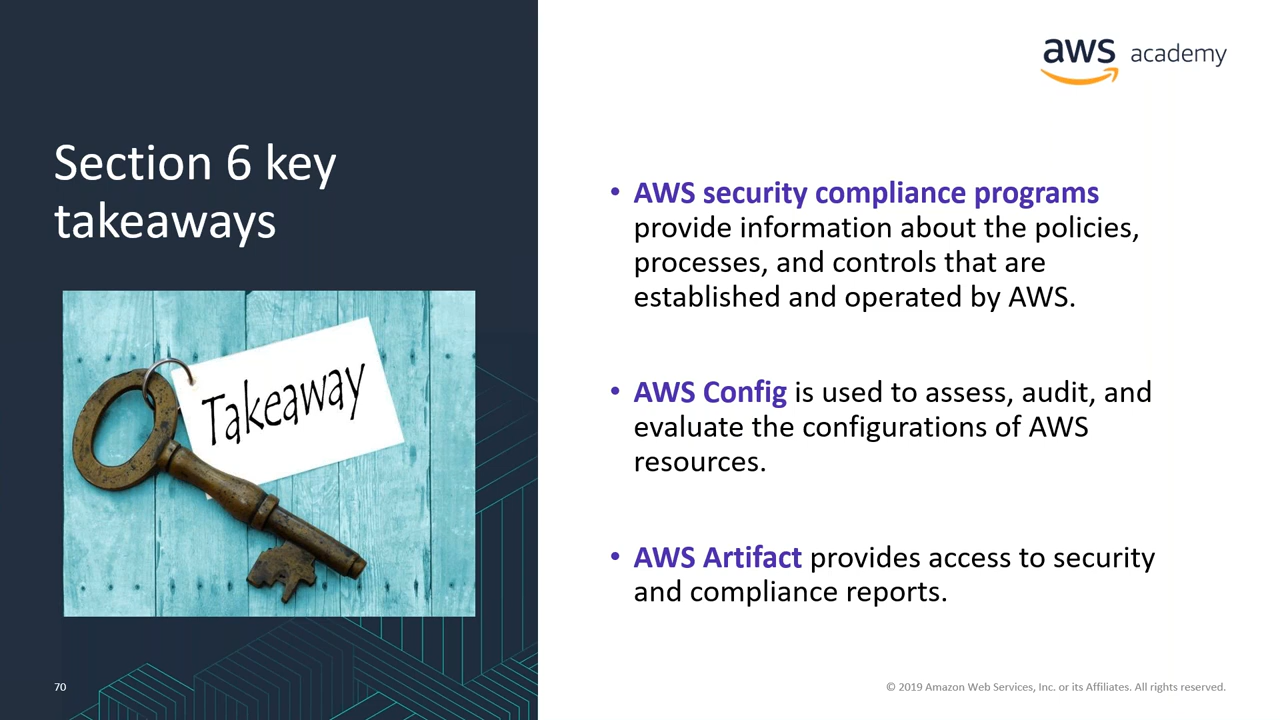 aws academy
Section 6 key
takeaways
Takeaway
• AWS security compliance programs
provide information about the policies,
processes, and controls that are
established and operated by AWS.
• AWS Config is used to assess, audit, and
evaluate the configurations of AWS
resources.
• AWS Artifact provides access to security
and compliance reports.
70
© 2019 Amazon Web Services, Inc. or its Affiliates. All rights reserved.